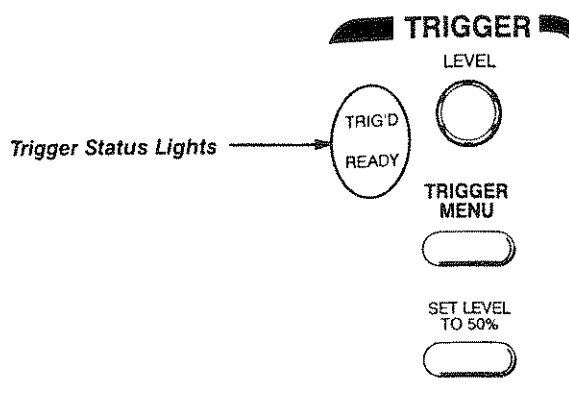 TRIGGER
LEVEL
TRIG'D
READY
Trigger Status Lights
TRIGGER
MENU
SET LEVEL
TO 50%